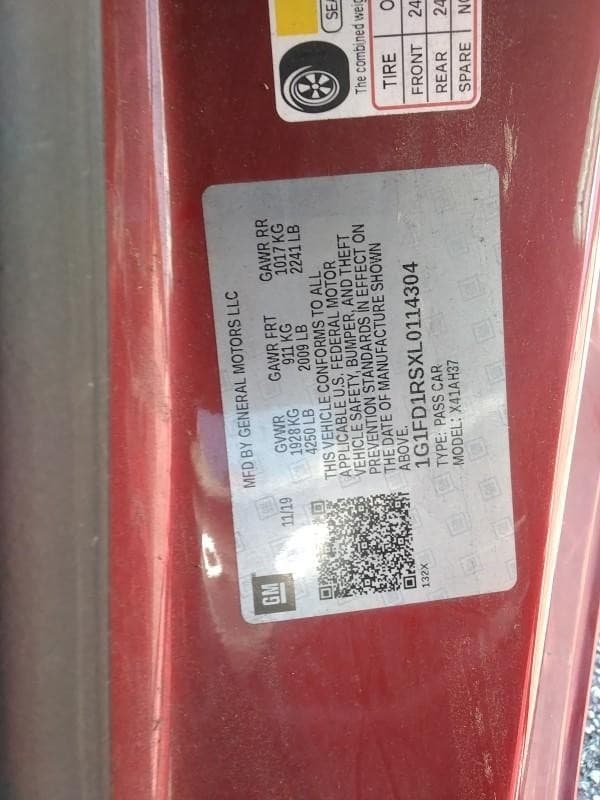 GM
MFD BY GENERAL MOTORS LLC
11/19
GVWR GAWR FRT GAWR RR
1928 KG 911 KG 1017 KG
4250 LB 2009 LB 2241 LB
THIS VEHICLE CONFORMS TO ALL
APPLICABLE U.S. FEDERAL MOTOR
VEHICLE SAFETY, BUMPER, AND THEFT
PREVENTION STANDARDS IN EFFECT ON
THE DATE OF MANUFACTURE SHOWN
ABOVE.
1G1FD1RSXL0114304
TYPE: PASS CAR
MODEL: X41AH37
132X
SEA
The combined weig
TIRE O
FRONT 24
REAR 24
SPARE NO